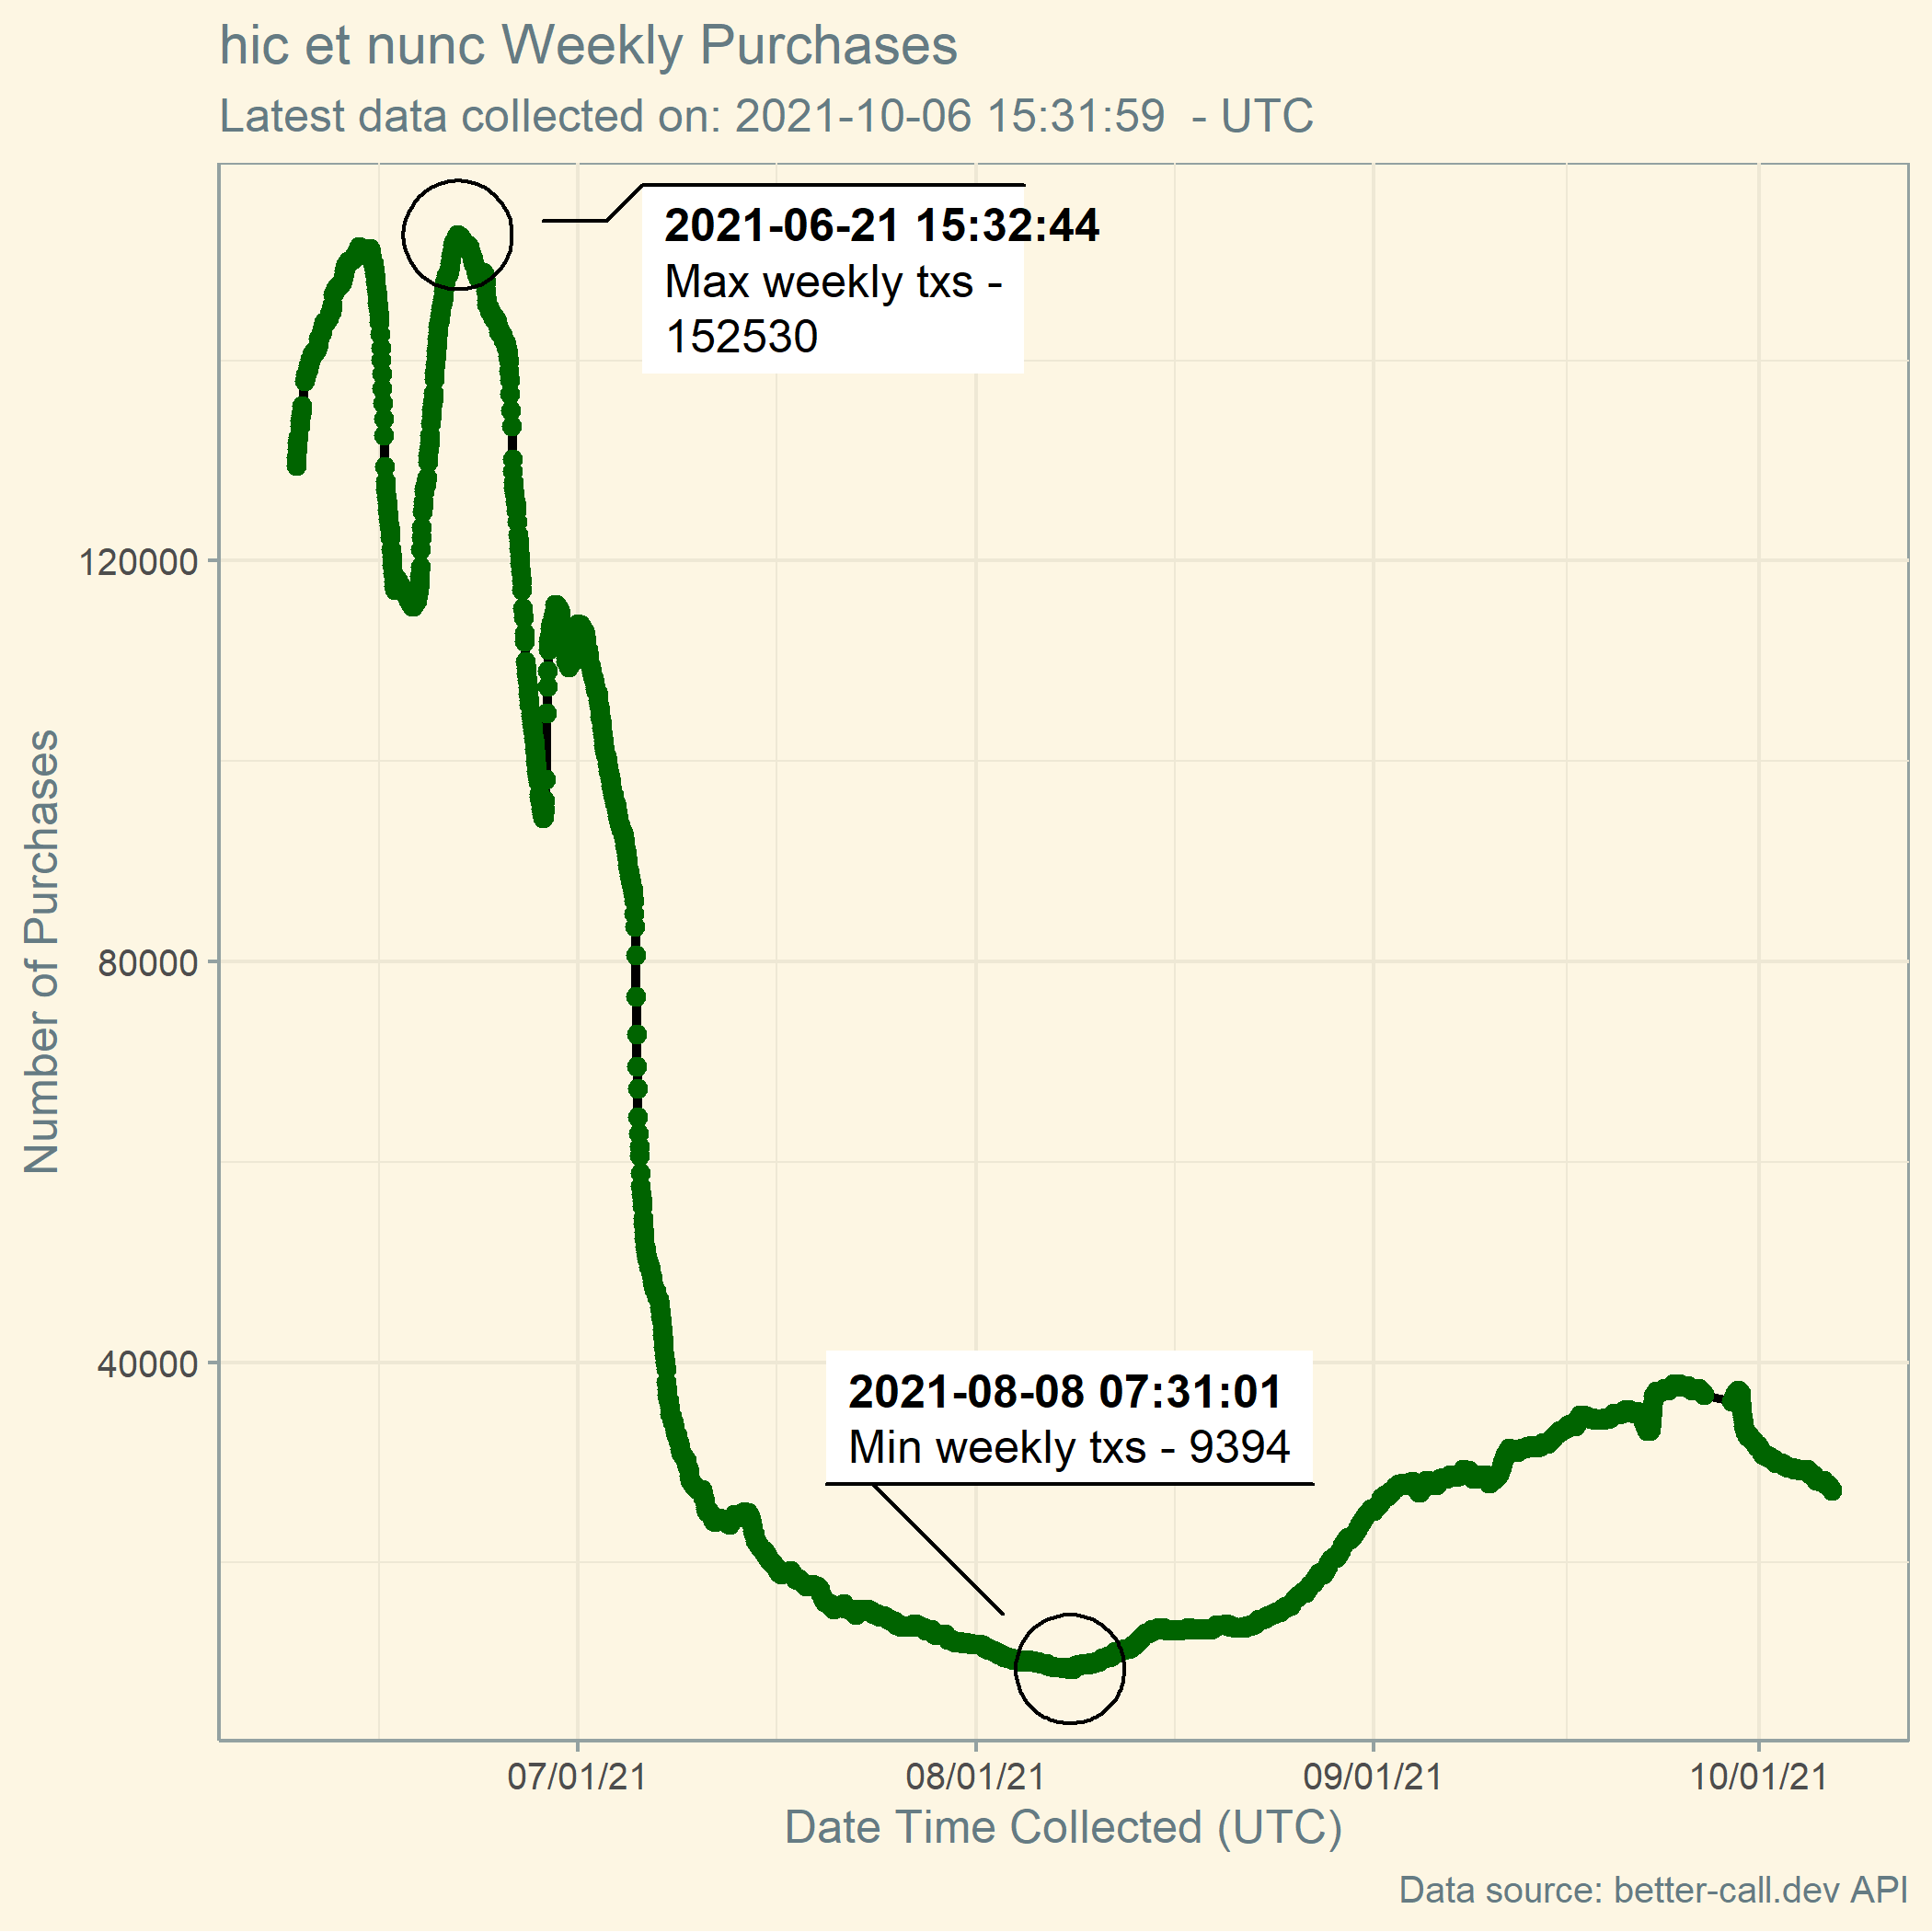 hic et nunc Weekly Purchases
Latest data collected on: 2021-10-06 15:31:59  - UTC
2021-06-21 15:32:44
Max weekly txs -
152530
120000
80000
40000
Number of Purchases
2021-08-08 07:31:01
Min weekly txs - 9394
07/01/21 08/01/21 09/01/21 10/01/21
Date Time Collected (UTC)
Data source: better-call.dev API